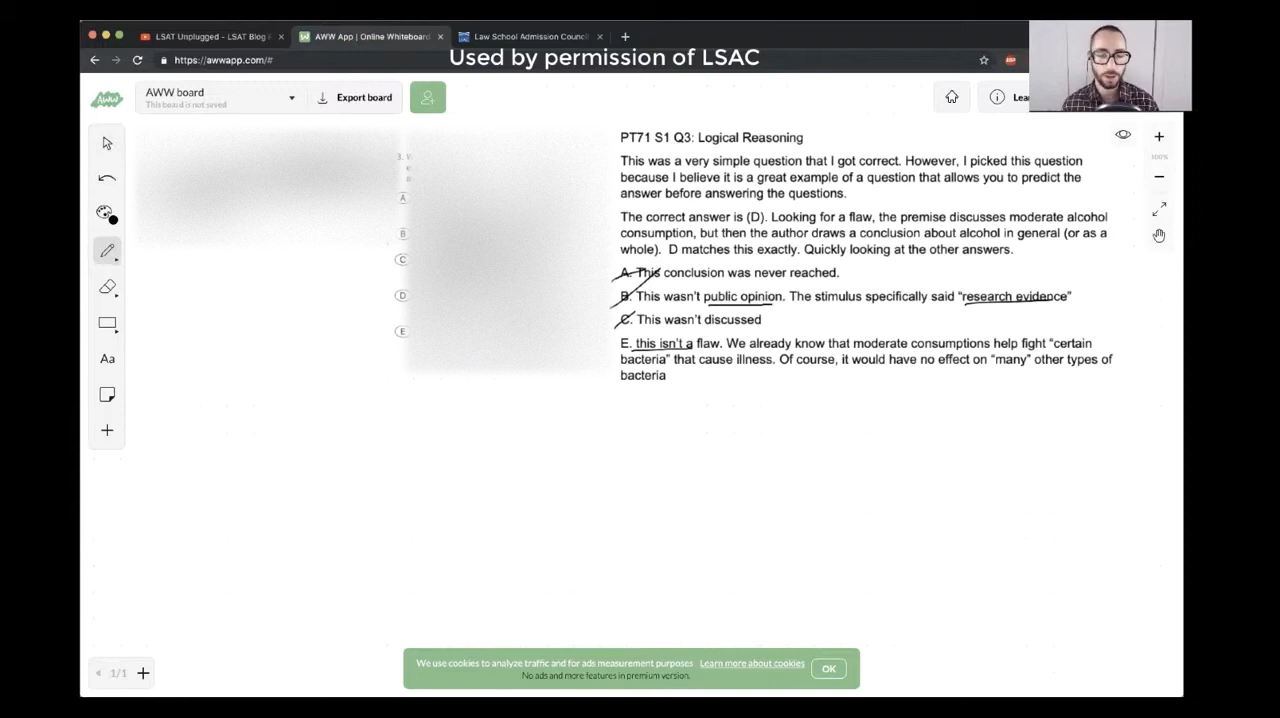 LSAT Unplugged - LSAT Blog
AWW App | Online Whiteboard
Law School Admission Council
https://awwapp.com/#
Used by permission of LSAC
ABP
Aww
AWW board
This board is not saved
Export board
Lea
100%
PT71 S1 Q3: Logical Reasoning
This was a very simple question that I got correct. However, I picked this question
because I believe it is a great example of a question that allows you to predict the
answer before answering the questions.
The correct answer is (D). Looking for a flaw, the premise discusses moderate alcohol
consumption, but then the author draws a conclusion about alcohol in general (or as a
whole). D matches this exactly. Quickly looking at the other answers.
A. This conclusion was never reached.
B. This wasn't public opinion. The stimulus specifically said "research evidence"
C. This wasn't discussed
E. this isn't a flaw. We already know that moderate consumptions help fight "certain
bacteria" that cause illness. Of course, it would have no effect on "many" other types of
bacteria
3.
A
B
C
D
E
Aa
1/1
We use cookies to analyze traffic and for ads measurement purposes Learn more about cookies
No ads and more features in premium version.
OK